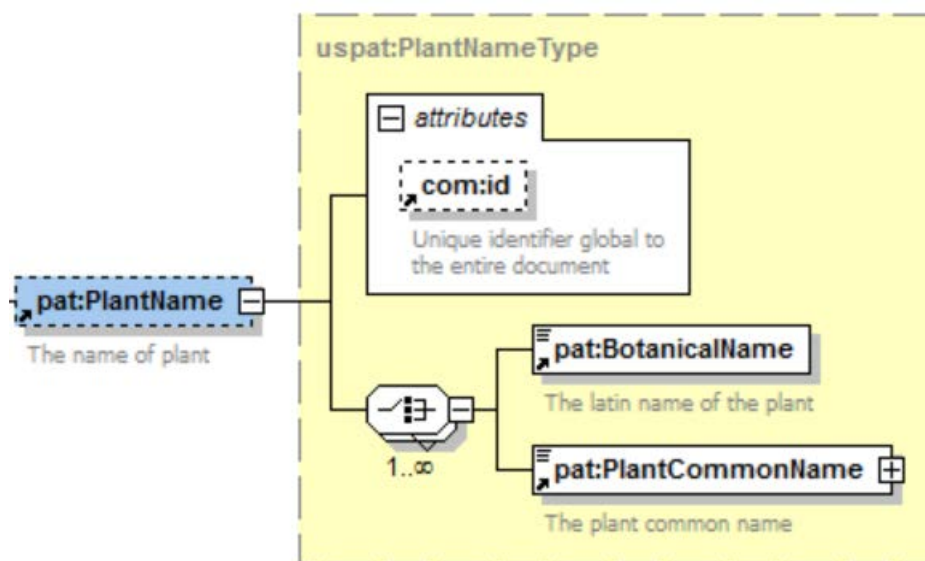 uspat:PlantNameType
attributes
com:id
Unique identifier global to
the entire document
pat:PlantName
The name of plant
pat:BotanicalName
The latin name of the plant
1..∞
pat:PlantCommonName
The plant common name